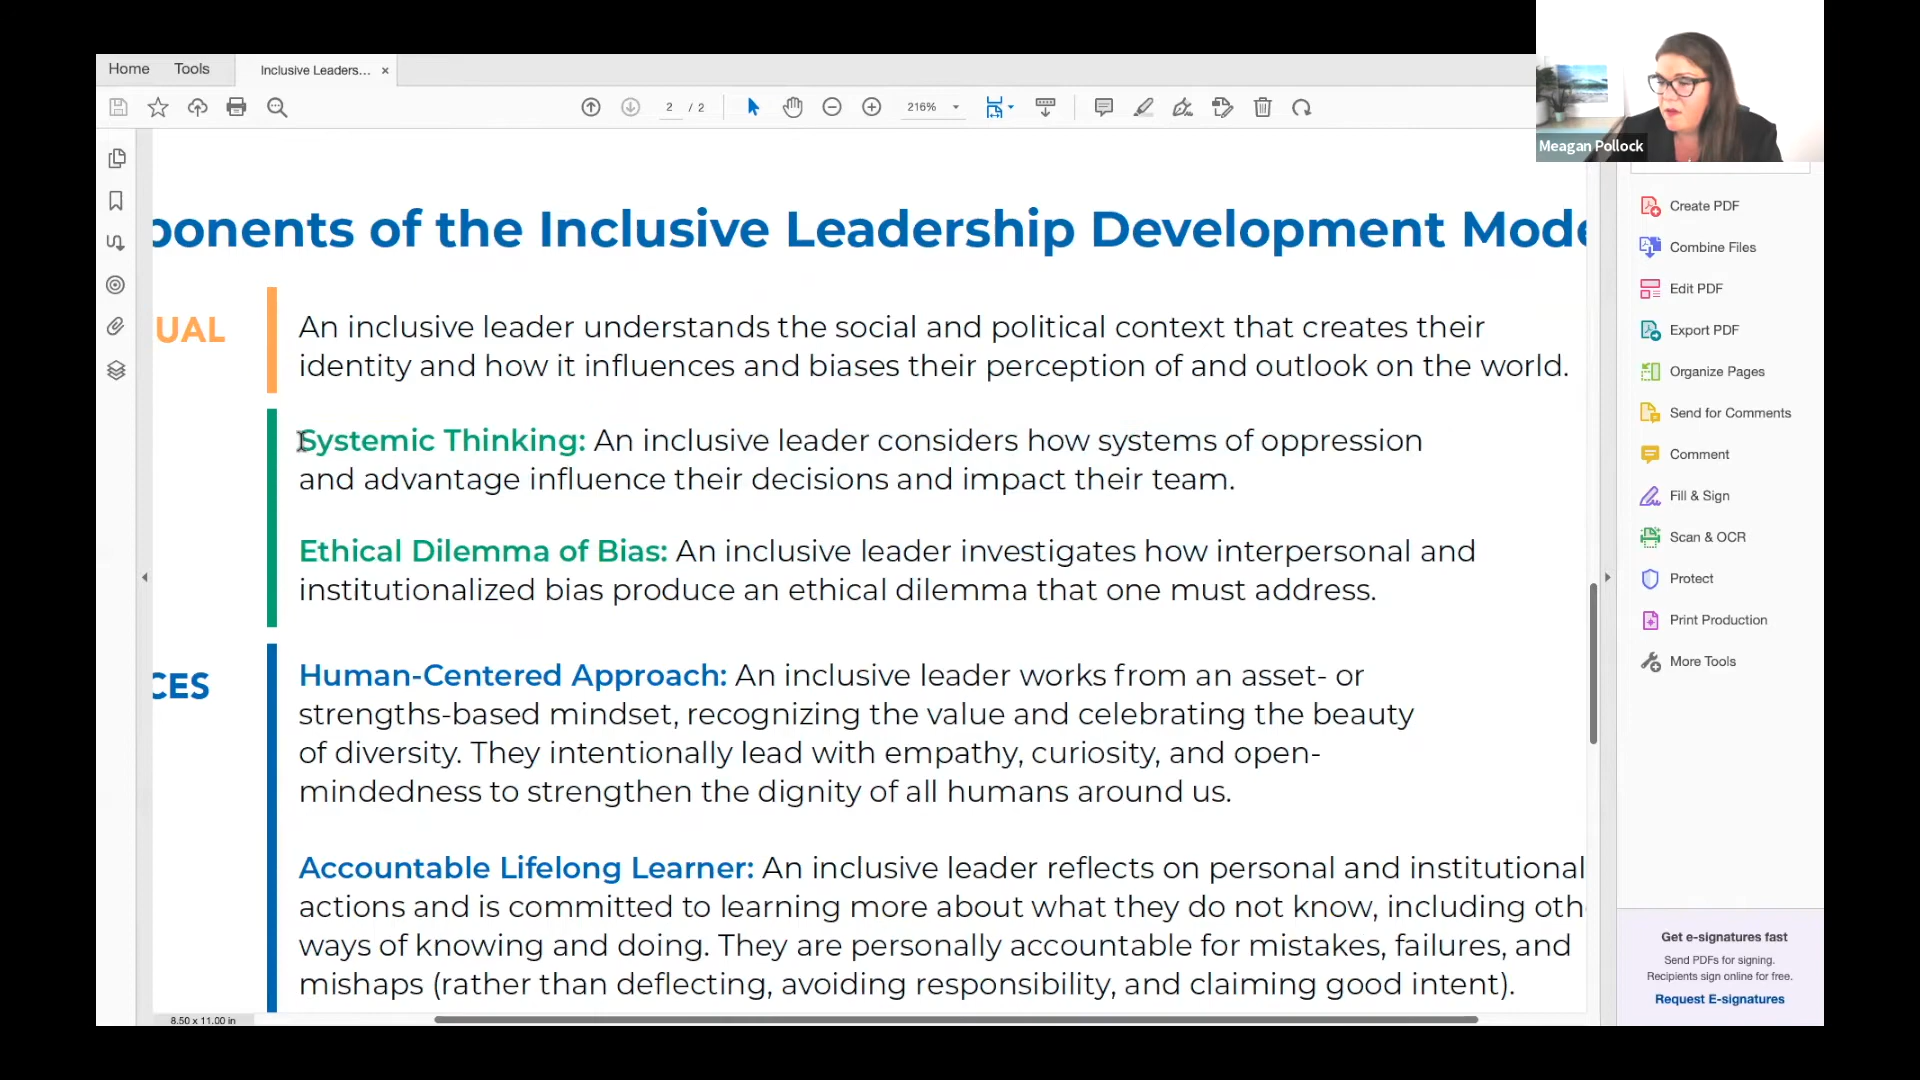 Home Tools Inclusive Leaders... ×
2 / 2 216%
Meagan Pollock
ponents of the Inclusive Leadership Development Mode
UAL
An inclusive leader understands the social and political context that creates their
identity and how it influences and biases their perception of and outlook on the world.
Systemic Thinking: An inclusive leader considers how systems of oppression
and advantage influence their decisions and impact their team.
Ethical Dilemma of Bias: An inclusive leader investigates how interpersonal and
institutionalized bias produce an ethical dilemma that one must address.
CES
Human-Centered Approach: An inclusive leader works from an asset- or
strengths-based mindset, recognizing the value and celebrating the beauty
of diversity. They intentionally lead with empathy, curiosity, and open-
mindedness to strengthen the dignity of all humans around us.
Accountable Lifelong Learner: An inclusive leader reflects on personal and institutional
actions and is committed to learning more about what they do not know, including oth
ways of knowing and doing. They are personally accountable for mistakes, failures, and
mishaps (rather than deflecting, avoiding responsibility, and claiming good intent).
8.50 x 11.00 in
Create PDF
Combine Files
Edit PDF
Export PDF
Organize Pages
Send for Comments
Comment
Fill & Sign
Scan & OCR
Protect
Print Production
More Tools
Get e-signatures fast
Send PDFs for signing.
Recipients sign online for free.
Request E-signatures